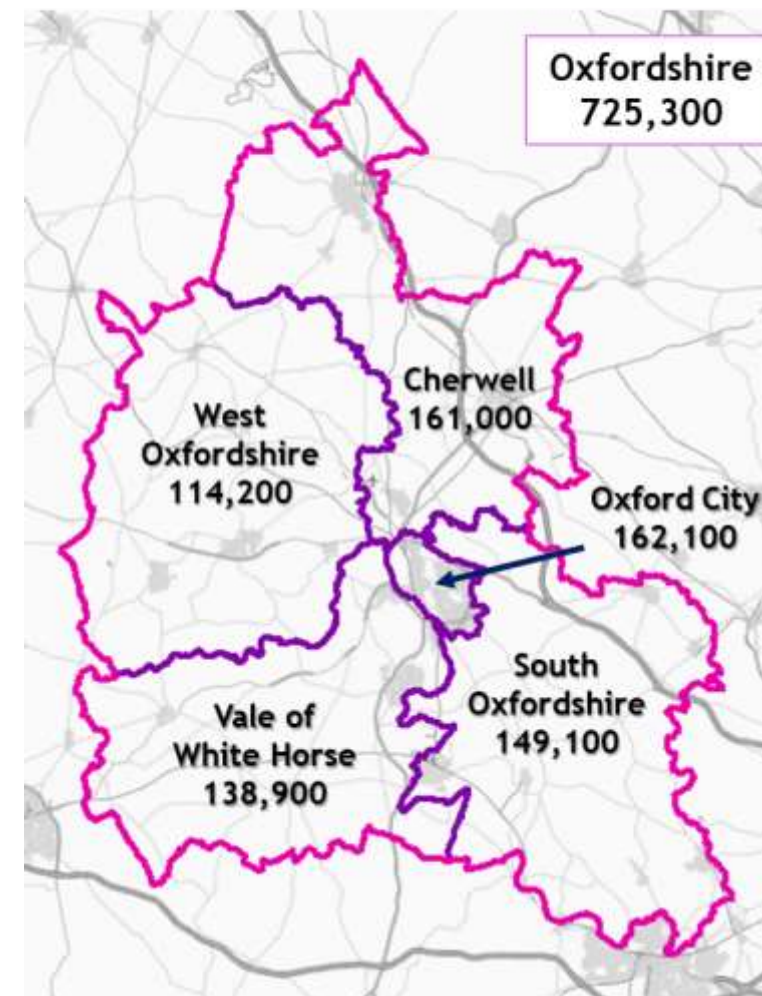 Oxfordshire
725,300
Cherwell
161,000
West
Oxfordshire
114,200
Oxford City
162,100
South
Oxfordshire
149,100
Vale of
White Horse
138,900